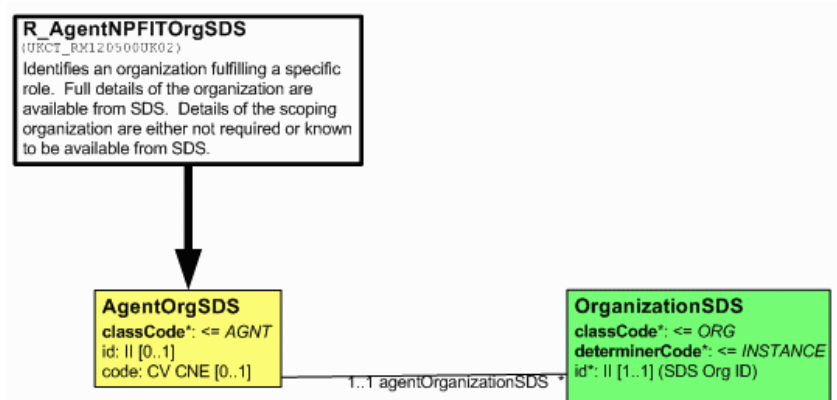 R_AgentNPFITOrgSDS
(UKCT_RM120500UK02)
Identifies an organization fulfilling a specific
role. Full details of the organization are
available from SDS. Details of the scoping
organization are either not required or known
to be available from SDS.
AgentOrgSDS
classCode*: <= AGNT
id: II [0..1]
code: CV CNE [0..1]
OrganizationSDS
classCode*: <= ORG
determinerCode*: <= INSTANCE
id*: II [1..1] (SDS Org ID)
1..1 agentOrganizationSDS *